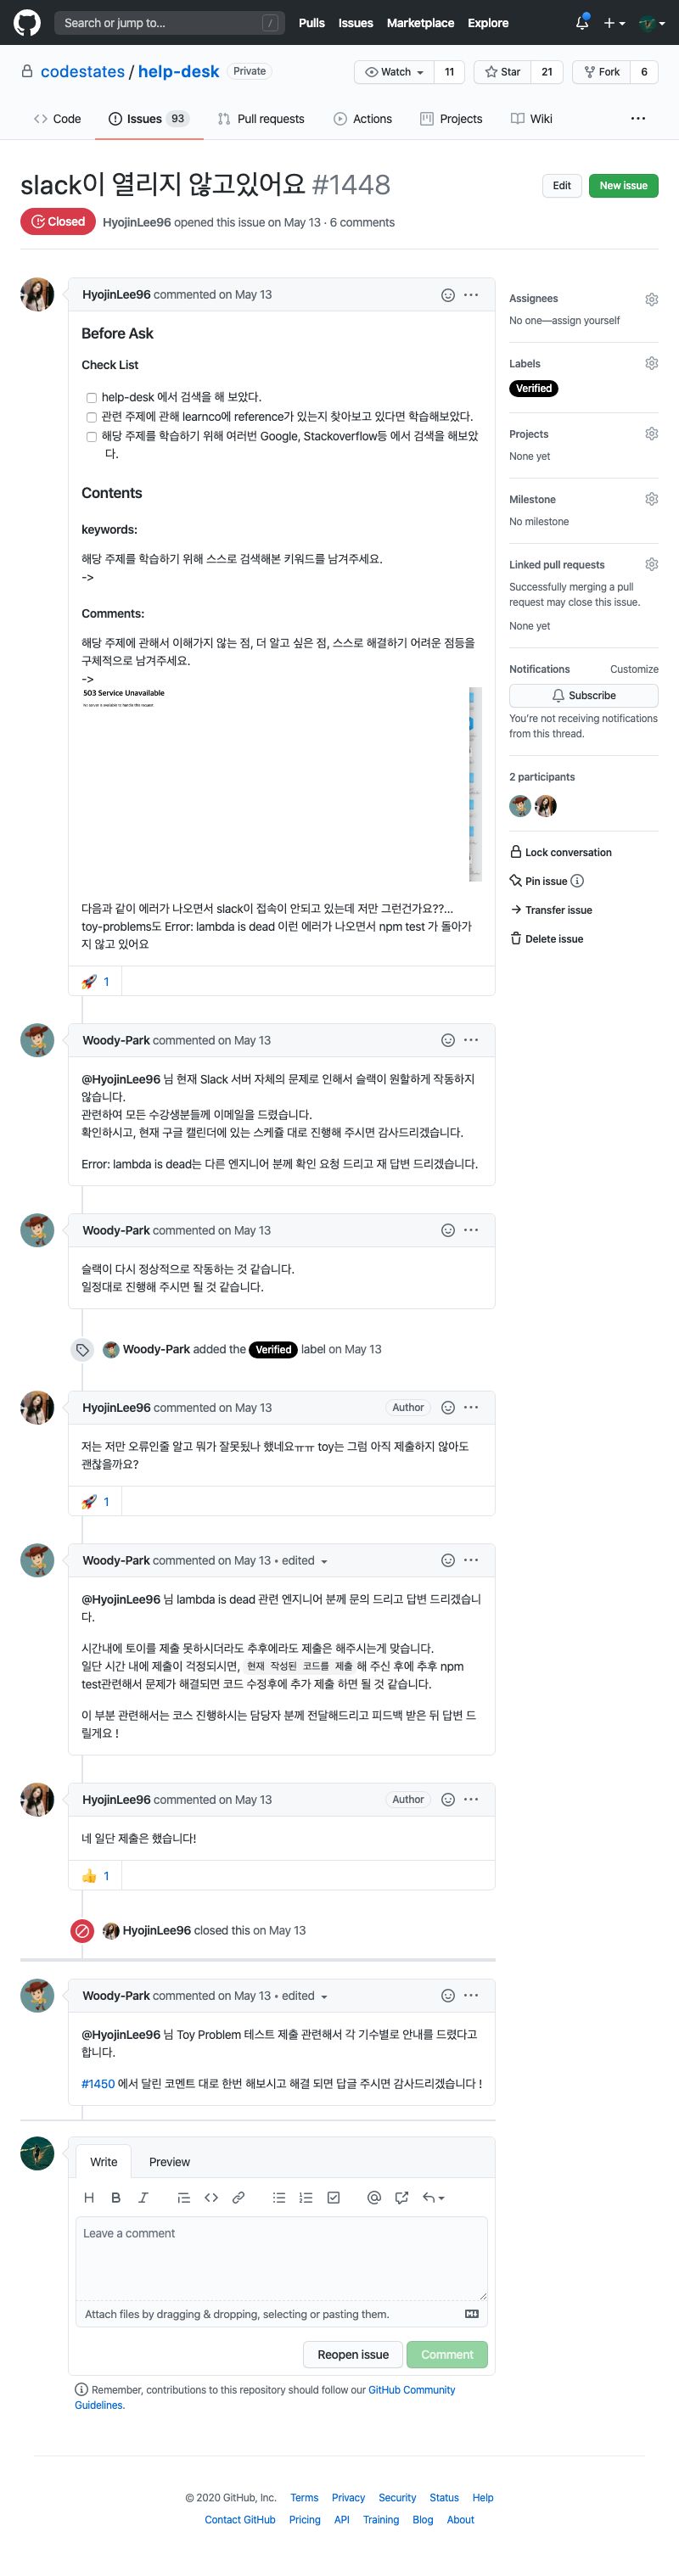 Search or jump to... /
Pulls Issues Marketplace Explore
codestates / help-desk Private
Watch 11 Star 21 Fork 6
Code Issues 93 Pull requests Actions Projects Wiki
slack이 열리지 않고있어요 #1448
Edit New issue
Closed HyojinLee96 opened this issue on May 13 · 6 comments
HyojinLee96 commented on May 13
Before Ask
Check List
help-desk 에서 검색을 해 보았다.
관련 주제에 관해 learnco에 reference가 있는지 찾아보고 있다면 학습해보았다.
해당 주제를 학습하기 위해 여러번 Google, Stackoverflow등 에서 검색을 해보았
다.
Contents
keywords:
해당 주제를 학습하기 위해 스스로 검색해본 키워드를 남겨주세요.
->
Comments:
해당 주제에 관해서 이해가지 않는 점, 더 알고 싶은 점, 스스로 해결하기 어려운 점등을
구체적으로 남겨주세요.
->
503 Service Unavailable
No server is available to handle this request.
다음과 같이 에러가 나오면서 slack이 접속이 안되고 있는데 저만 그런건가요??...
toy-problems도 Error: lambda is dead 이런 에러가 나오면서 npm test 가 돌아가
지 않고 있어요
1
Assignees
No one—assign yourself
Labels
Verified
Projects
None yet
Milestone
No milestone
Linked pull requests
Successfully merging a pull
request may close this issue.
None yet
Notifications Customize
Subscribe
You're not receiving notifications
from this thread.
2 participants
Lock conversation
Pin issue
Transfer issue
Delete issue
Woody-Park commented on May 13
@HyojinLee96 님 현재 Slack 서버 자체의 문제로 인해서 슬랙이 원할하게 작동하지
않습니다.
관련하여 모든 수강생분들께 이메일을 드렸습니다.
확인하시고, 현재 구글 캘린더에 있는 스케쥴 대로 진행해 주시면 감사드리겠습니다.
Error: lambda is dead는 다른 엔지니어 분께 확인 요청 드리고 재 답변 드리겠습니다.
Woody-Park commented on May 13
슬랙이 다시 정상적으로 작동하는 것 같습니다.
일정대로 진행해 주시면 될 것 같습니다.
Woody-Park added the Verified label on May 13
HyojinLee96 commented on May 13 Author
저는 저만 오류인줄 알고 뭐가 잘못됬나 했네요ㅠㅠ toy는 그럼 아직 제출하지 않아도
괜찮을까요?
1
Woody-Park commented on May 13 • edited
@HyojinLee96 님 lambda is dead 관련 엔지니어 분께 문의 드리고 답변 드리겠습니
다.
시간내에 토이를 제출 못하시더라도 추후에라도 제출은 해주시는게 맞습니다.
일단 시간 내에 제출이 걱정되시면, 현재 작성된 코드를 제출 해 주신 후에 추후 npm
test관련해서 문제가 해결되면 코드 수정후에 추가 제출 하면 될 것 같습니다.
이 부분 관련해서는 코스 진행하시는 담당자 분께 전달해드리고 피드백 받은 뒤 답변 드
릴게요 !
HyojinLee96 commented on May 13 Author
네 일단 제출은 했습니다!
1
HyojinLee96 closed this on May 13
Woody-Park commented on May 13 • edited
@HyojinLee96 님 Toy Problem 테스트 제출 관련해서 각 기수별로 안내를 드렸다고
합니다.
#1450 에서 달린 코멘트 대로 한번 해보시고 해결 되면 답글 주시면 감사드리겠습니다 !
Write Preview
Leave a comment
Attach files by dragging & dropping, selecting or pasting them.
Reopen issue Comment
Remember, contributions to this repository should follow our GitHub Community
Guidelines.
© 2020 GitHub, Inc. Terms Privacy Security Status Help
Contact GitHub Pricing API Training Blog About